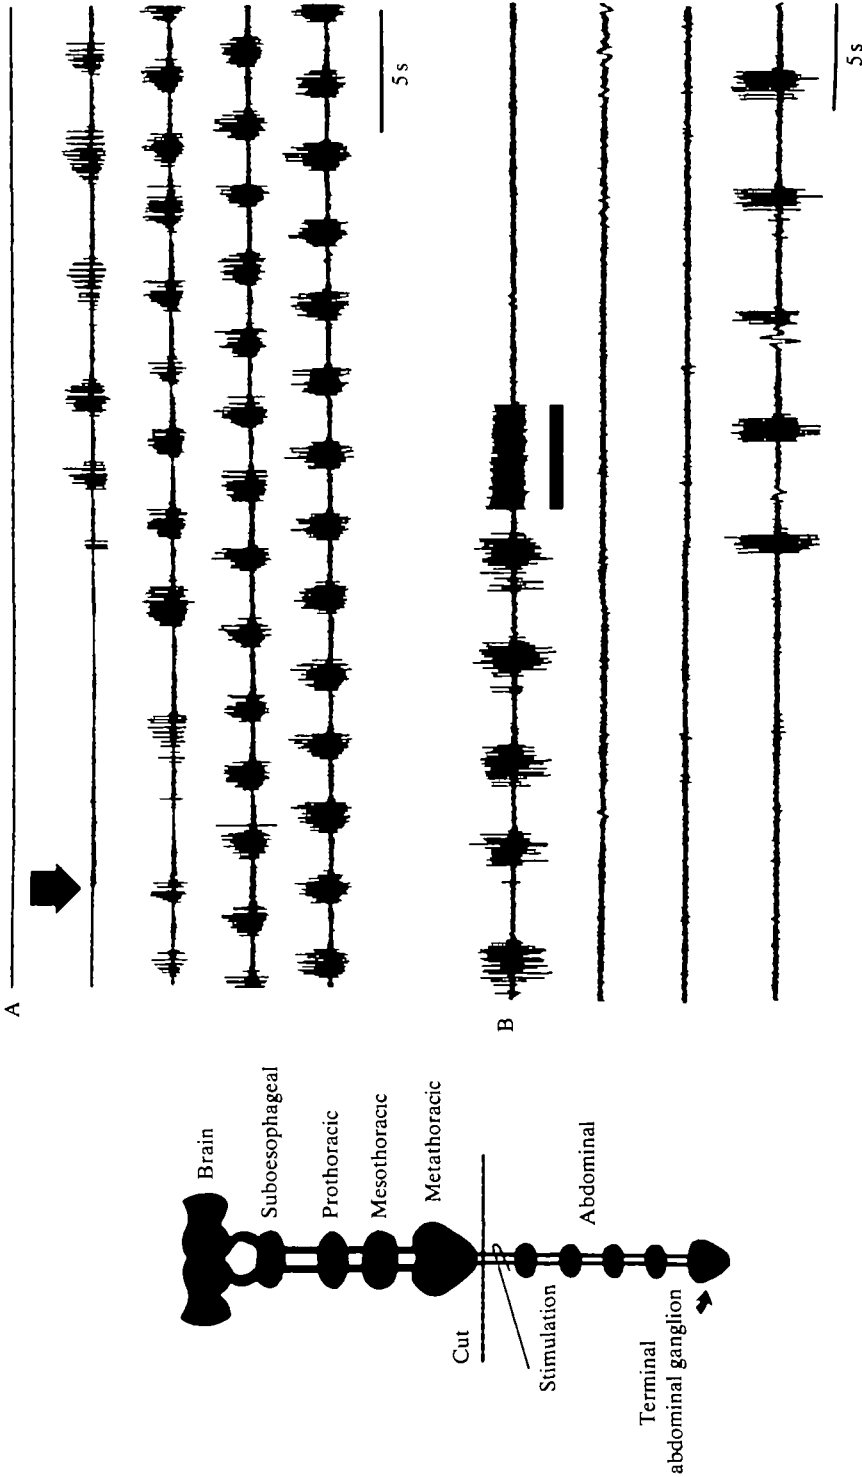 Brain
Suboesophageal
Prothoracic
Mesothoracic
Metathoracic
Cut
Stimulation
Abdominal
Terminal
abdominal ganglion
A
5 s
B
5 s